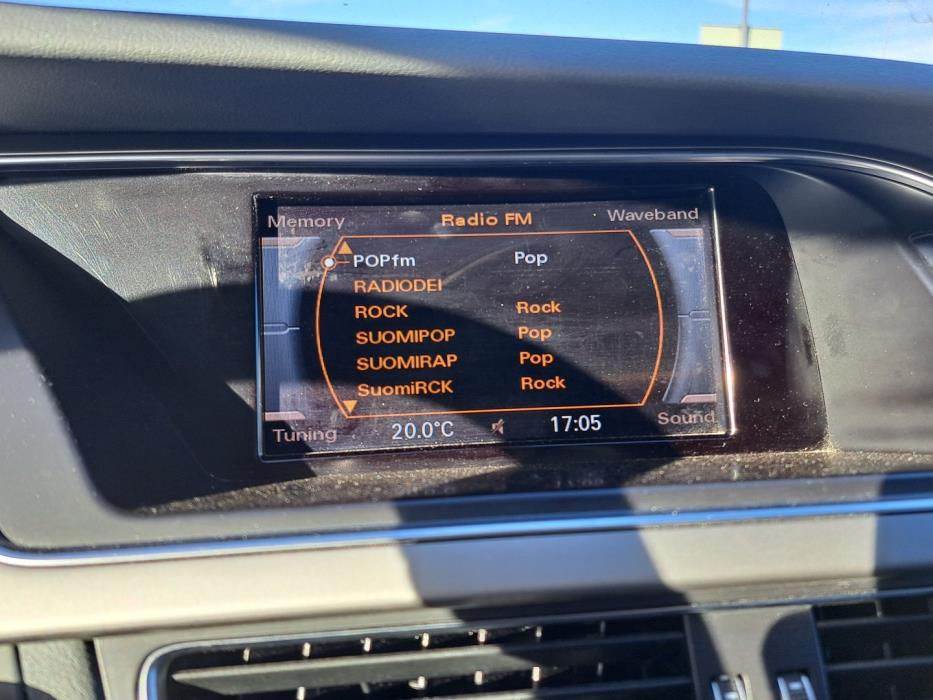 Memory Radio FM Waveband
POPfm Pop
RADIODEI
ROCK Rock
SUOMIPOP Pop
SUOMIRAP Pop
SuomiRCK Rock
Tuning 20.0°C 17:05 Sound